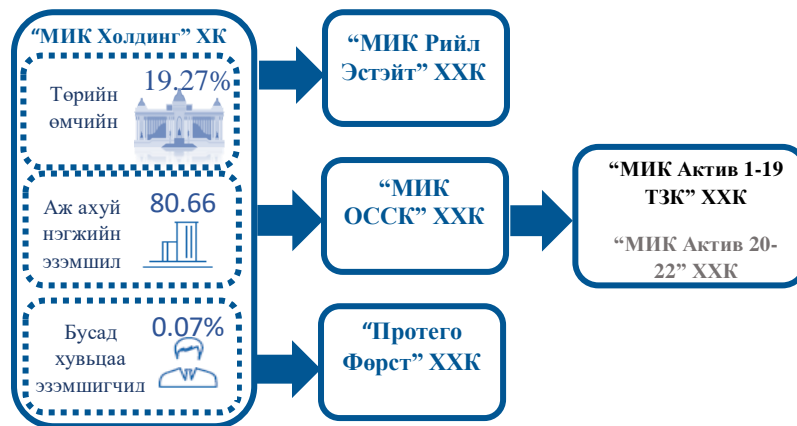 “МИК Холдинг” ХК
19.27%
Төрийн
өмчийн
80.66
Аж ахуй
нэгжийн
эзэмшил
0.07%
Бусад
хувьцаа
эзэмшигчид
“МИК Рийл
Эстэйт” ХХК
“МИК
ОССК” ХХК
“Протего
Фөрст” ХХК
“МИК Актив 1-19
ТЗК” ХХК
“МИК Актив 20-
22” ХХК